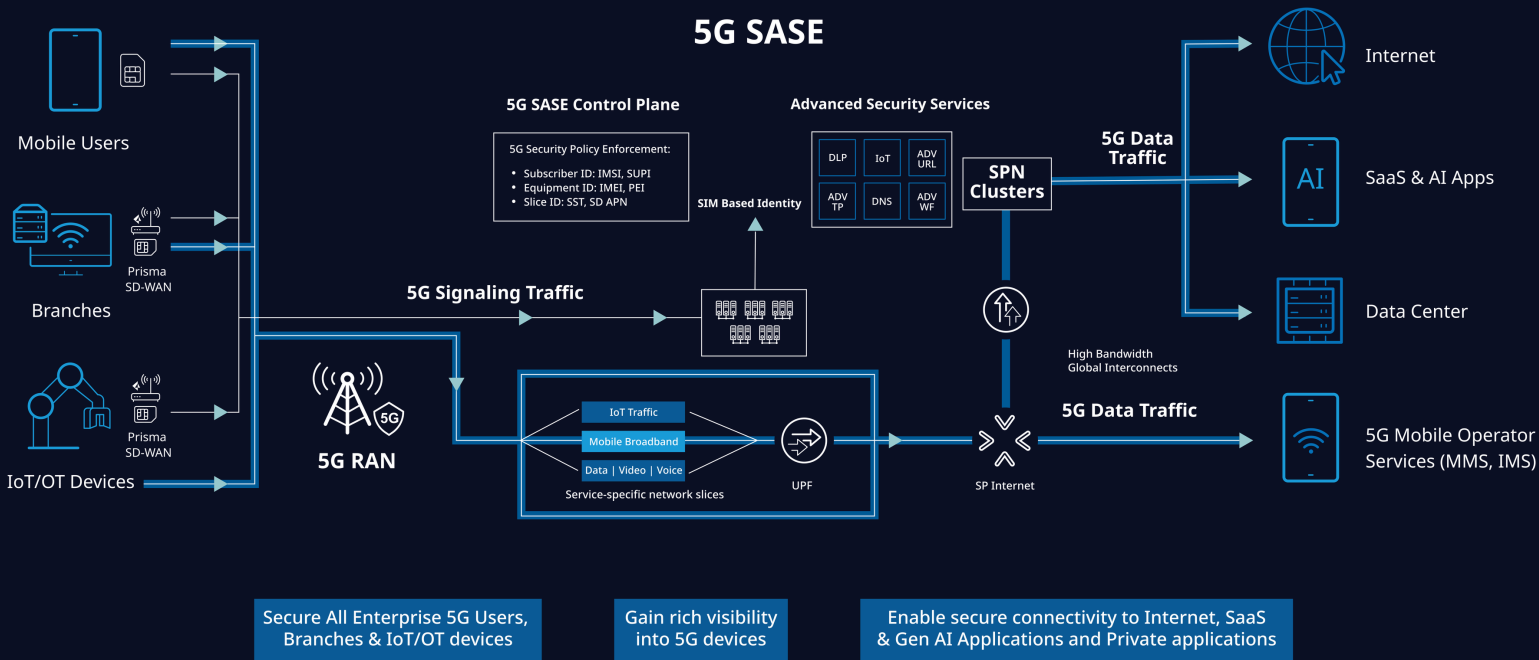 5G SASE
Mobile Users
Prisma
SD-WAN
Branches
Prisma
SD-WAN
IoT/OT Devices
5G Signaling Traffic
5G
5G RAN
5G SASE Control Plane
5G Security Policy Enforcement:
• Subscriber ID: IMSI, SUPI
• Equipment ID: IMEI, PEI
• Slice ID: SST, SD APN
SIM Based Identity
Advanced Security Services
DLP
IoT
ADV
URL
ADV
TP
DNS
ADV
WF
SPN
Clusters
5G Data
Traffic
IoT Traffic
Mobile Broadband
Data | Video | Voice
Service-specific network slices
UPF
SP Internet
High Bandwidth
Global Interconnects
5G Data Traffic
Internet
AI
SaaS & AI Apps
Data Center
5G Mobile Operator
Services (MMS, IMS)
Secure All Enterprise 5G Users,
Branches & IoT/OT devices
Gain rich visibility
into 5G devices
Enable secure connectivity to Internet, SaaS
& Gen AI Applications and Private applications